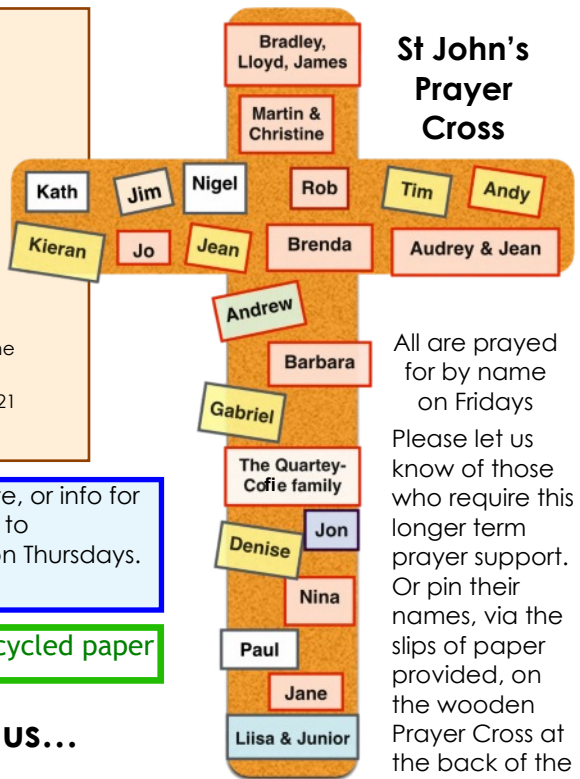 St John’s
Prayer
Cross
Bradley,
Lloyd, James
Martin &
Christine
Kath
Jim
Nigel
Rob
Tim
Andy
Kieran
Jo
Jean
Brenda
Audrey & Jean
Andrew
Barbara
Gabriel
The Quartey-
Cofie family
Jon
Denise
Nina
Paul
Jane
Liisa & Junior
All are prayed
for by name
on Fridays
Please let us
know of those
who require this
longer term
prayer support.
Or pin their
names, via the
slips of paper
provided, on
the wooden
Prayer Cross at
the back of the
21
or info for
to
on Thursdays.
paper
us…